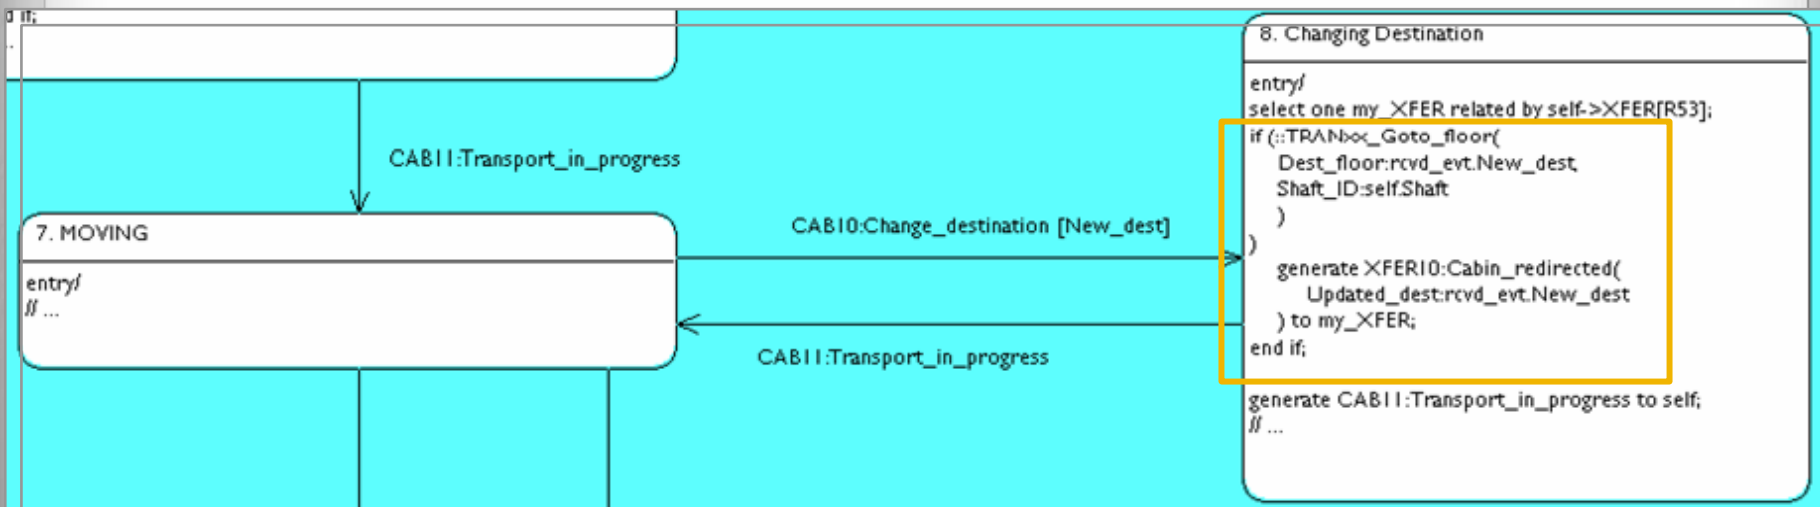 d if;
..
CAB11:Transport_in_progress
7. MOVING
entry/
// ...
CAB10:Change_destination [New_dest]
CAB11:Transport_in_progress
8. Changing Destination
entry/
select one my_XFER related by self->XFER[R53];
if (::TRANxx_Goto_floor(
Dest_floor:rcvd_evt.New_dest,
Shaft_ID:self.Shaft
)
)
generate XFER10:Cabin_redirected(
Updated_dest:rcvd_evt.New_dest
) to my_XFER;
end if;
generate CAB11:Transport_in_progress to self;
// ...